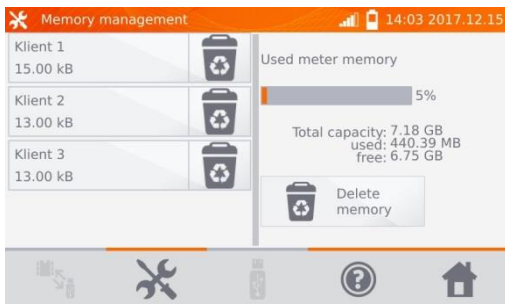 Memory management
14:03 2017.12.15
Klient 1
15.00 kB
Klient 2
13.00 kB
Klient 3
13.00 kB
Used meter memory
5%
Total capacity: 7.18 GB
used: 440.39 MB
free: 6.75 GB
Delete
memory
?